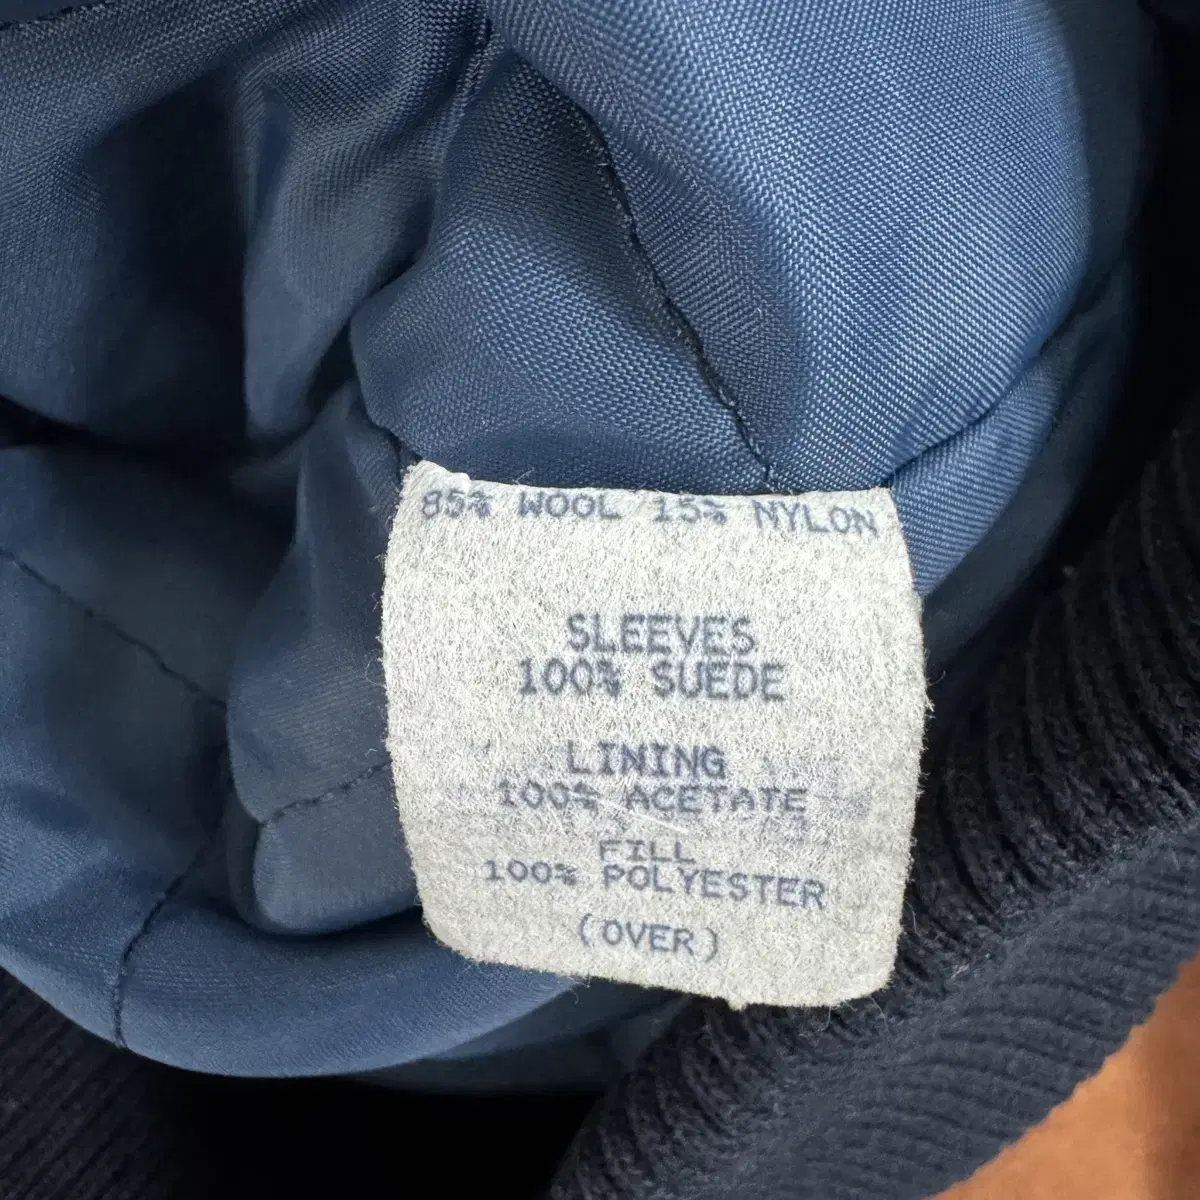 85% WOOL 15% NYLON
SLEEVES
100% SUEDE
LINING
100% ACETATE
FILL
100% POLYESTER
(OVER)